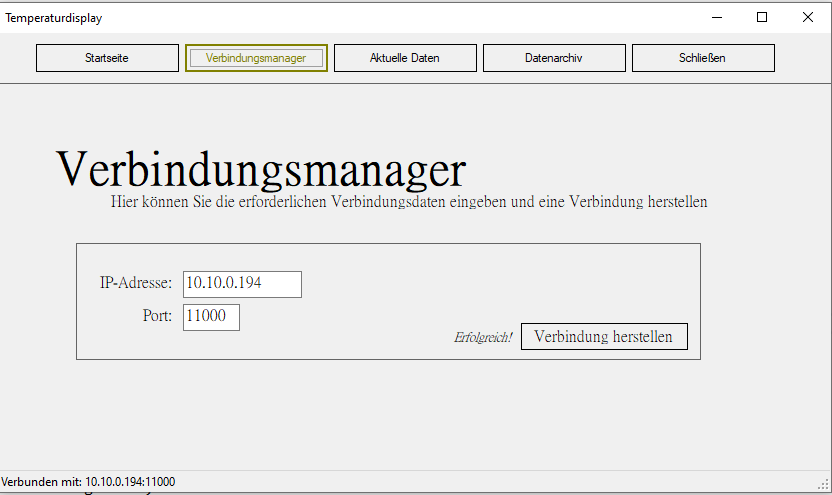 Temperaturdisplay
Startseite Verbindungsmanager Aktuelle Daten Datenarchiv Schließen
Verbindungsmanager
Hier können Sie die erforderlichen Verbindungsdaten eingeben und eine Verbindung herstellen
IP-Adresse: 10.10.0.194
Port: 11000
Erfolgreich! Verbindung herstellen
Verbunden mit: 10.10.0.194:11000